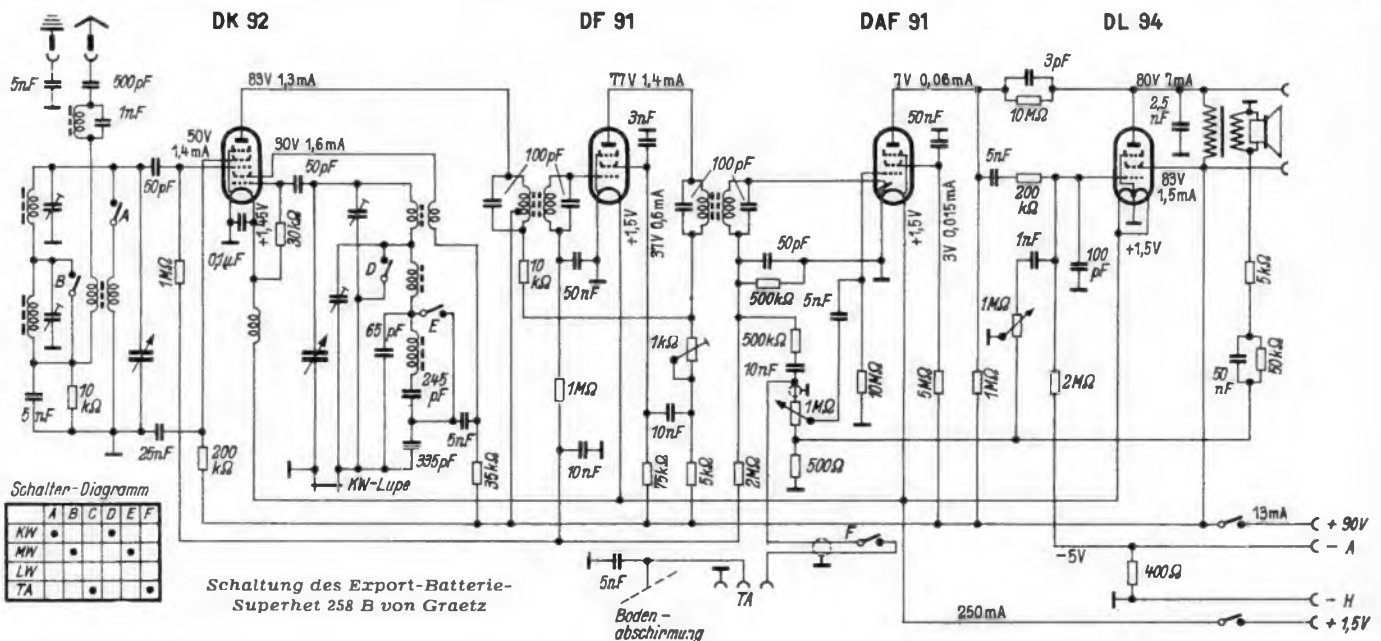 DK 92
DF 91
DAF 91
DL 94
5nF
500pF
1nF
50V
1,4mA
50pF
83V 1,3mA
90V 1,6mA
50pF
+1,45V
0,1µF
30kΩ
A
B
1MΩ
10
kΩ
5 nF
25nF
200
kΩ
D
E
65 pF
245
pF
335pF
5nF
35kΩ
KW-Lupe
100pF
10
kΩ
77V 1,4mA
3nF
+1,5V
37V 0,6mA
50nF
1MΩ
10nF
100pF
1kΩ
10nF
75kΩ
5kΩ
2MΩ
50pF
500kΩ
500kΩ
10nF
1MΩ
500Ω
5nF
10MΩ
7V 0,06mA
50nF
+1,5V
3V 0,015mA
5MΩ
1MΩ
3pF
10MΩ
5nF
200
kΩ
1nF
1MΩ
2MΩ
100
pF
80V 7mA
2,5
nF
83V
1,5mA
+1,5V
5kΩ
50
nF
50kΩ
13mA
+ 90V
- A
-5V
400Ω
- H
250mA
+ 1,5V
F
TA
5nF
Boden-
abschirmung
Schalter-Diagramm
A B C D E F
KW
MW
LW
TA
Schaltung des Export-Batterie-
Superhet 258 B von Graetz